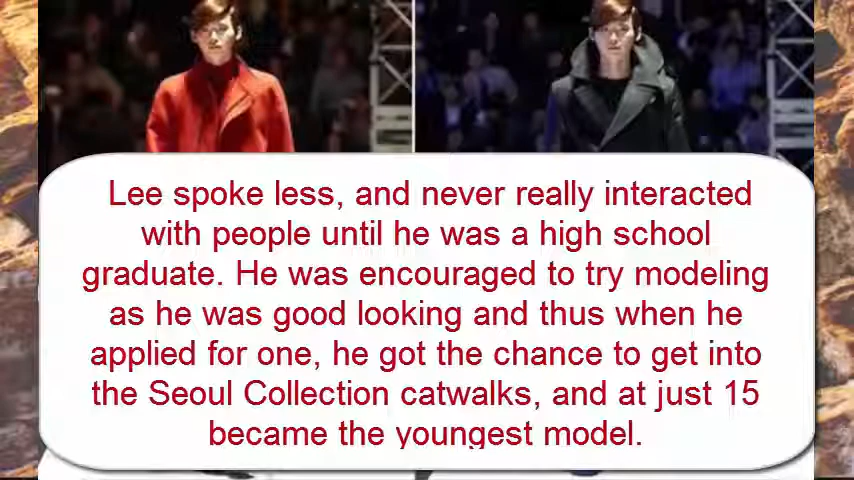 Lee spoke less, and never really interacted
with people until he was a high school
graduate. He was encouraged to try modeling
as he was good looking and thus when he
applied for one, he got the chance to get into
the Seoul Collection catwalks, and at just 15
became the youngest model.